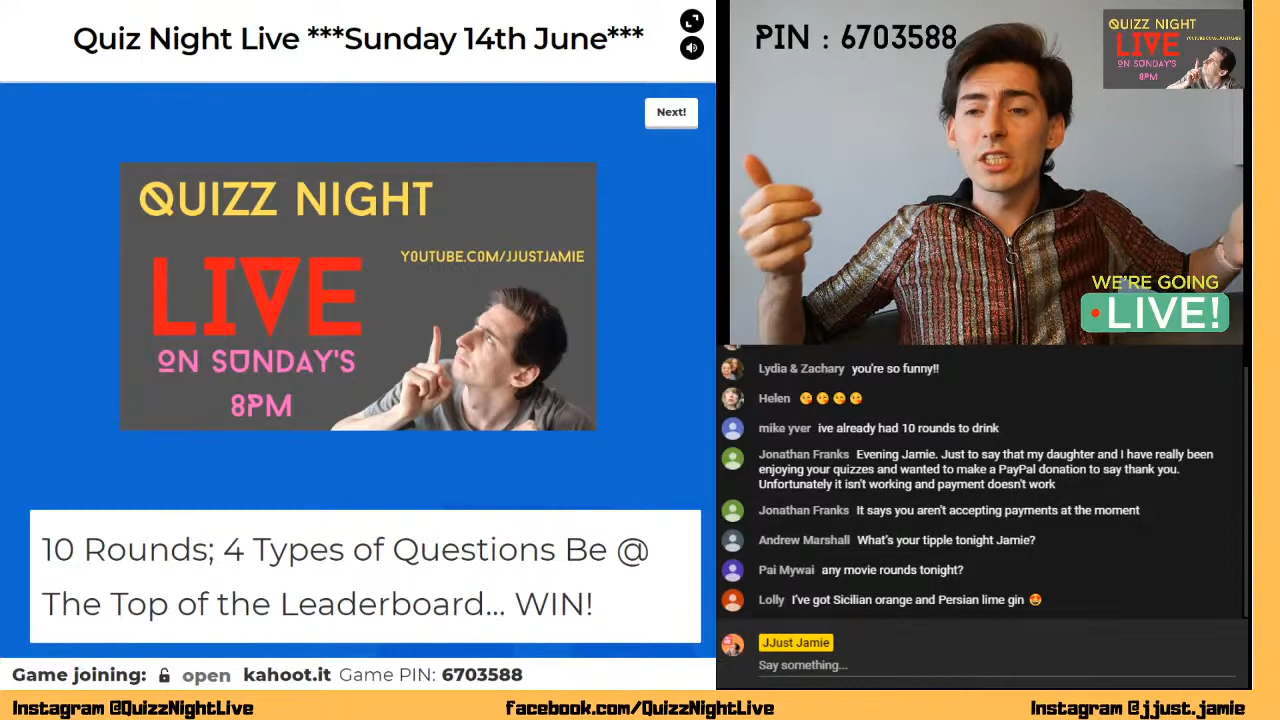 Quiz Night Live ***Sunday 14th June***
Next!
QUIZZ NIGHT
LIVE
YOUTUBE.COM/JJUSTJAMIE
ON SUNDAY'S
8PM
10 Rounds; 4 Types of Questions Be @
The Top of the Leaderboard... WIN!
Game joining: open kahoot.it Game PIN: 6703588
PIN : 6703588
QUIZZ NIGHT
LIVE
YOUTUBE.COM/JJUSTJAMIE
ON SUNDAY'S
8PM
WE'RE GOING
LIVE!
Lydia & Zachary you're so funny!!
Helen 😋 😋 😋 😋
mike yver ive already had 10 rounds to drink
Jonathan Franks Evening Jamie. Just to say that my daughter and I have really been
enjoying your quizzes and wanted to make a PayPal donation to say thank you.
Unfortunately it isn't working and payment doesn't work
Jonathan Franks It says you aren't accepting payments at the moment
Andrew Marshall What's your tipple tonight Jamie?
Pai Mywai any movie rounds tonight?
Lolly I've got Sicilian orange and Persian lime gin 🤩
JJust Jamie
Say something...
Instagram @QuizzNightLive
facebook.com/QuizzNightLive
Instagram @jjust.jamie